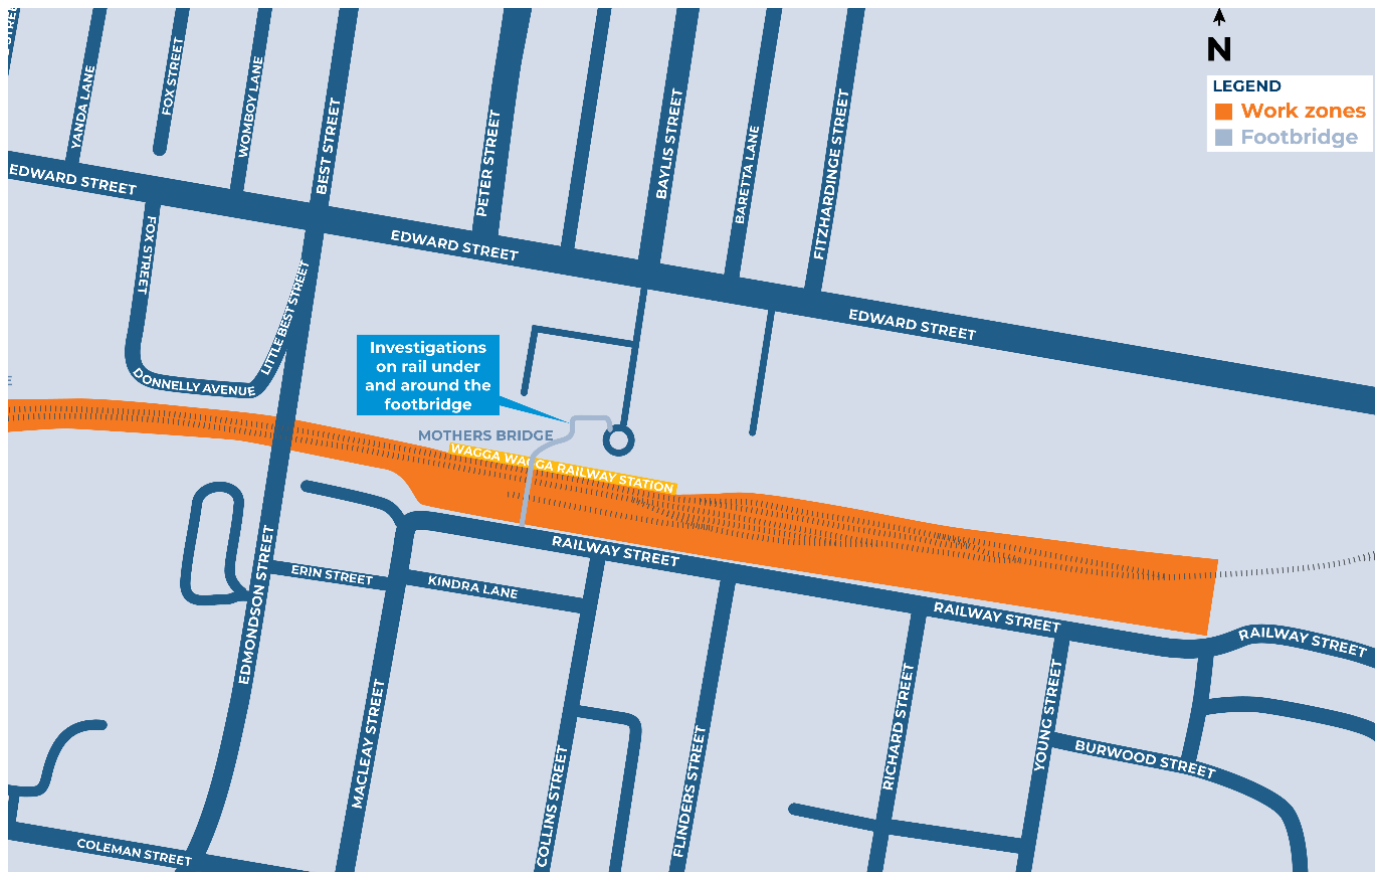 STREET
YANDA LANE
FOX STREET
WOMBOY LANE
BEST STREET
PETER STREET
BAYLIS STREET
BARETTA LANE
FITZHARDINGE STREET
N
LEGEND
Work zones
Footbridge
EDWARD STREET
EDWARD STREET
EDWARD STREET
FOX STREET
LITTLE BEST STREET
DONNELLY AVENUE
Investigations
on rail under
and around the
footbridge
MOTHERS BRIDGE
WAGGA WAGGA RAILWAY STATION
RAILWAY STREET
RAILWAY STREET
RAILWAY STREET
EDMONDSON STREET
ERIN STREET
KINDRA LANE
MACLEAY STREET
COLLINS STREET
FLINDERS STREET
RICHARD STREET
YOUNG STREET
BURWOOD STREET
COLEMAN STREET